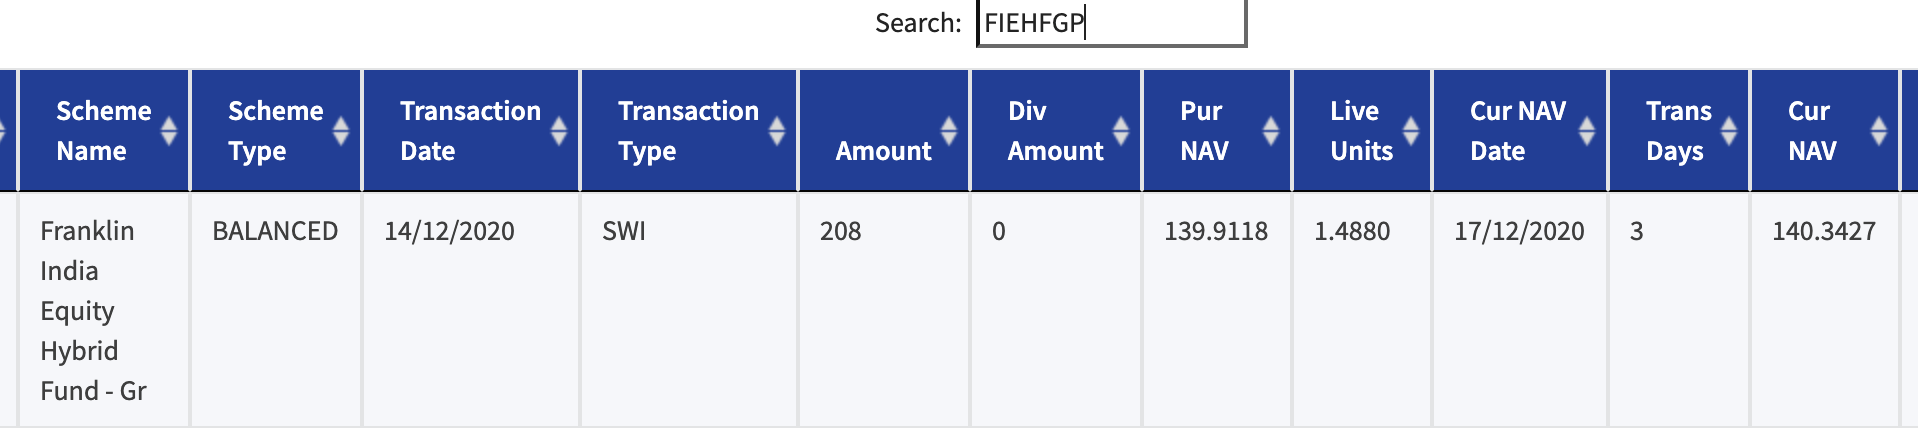 Search: FIEHFGP
Scheme Name
Scheme Type
Transaction Date
Transaction Type
Amount
Div Amount
Pur NAV
Live Units
Cur NAV Date
Trans Days
Cur NAV
Franklin
India
Equity
Hybrid
Fund - Gr
BALANCED
14/12/2020
SWI
208
0
139.9118
1.4880
17/12/2020
3
140.3427